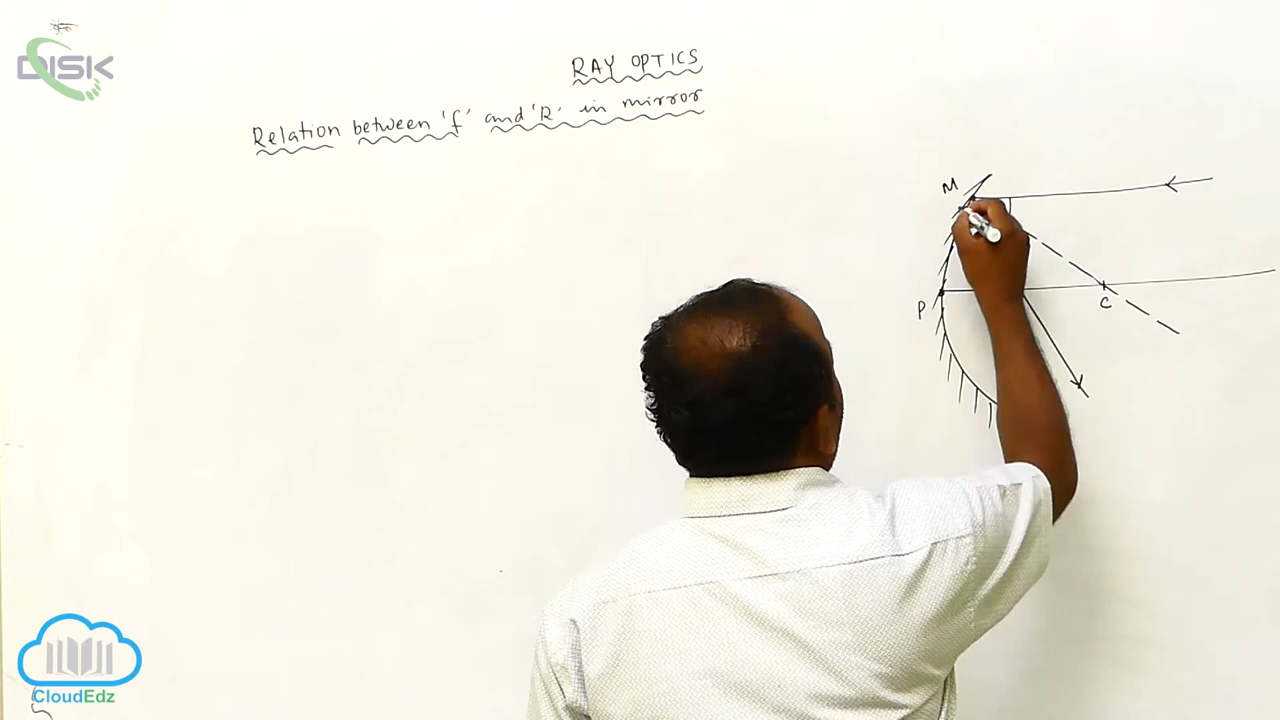 DISK
RAY OPTICS
Relation between 'f' and 'R' in mirror
M
P
C
CloudEdz